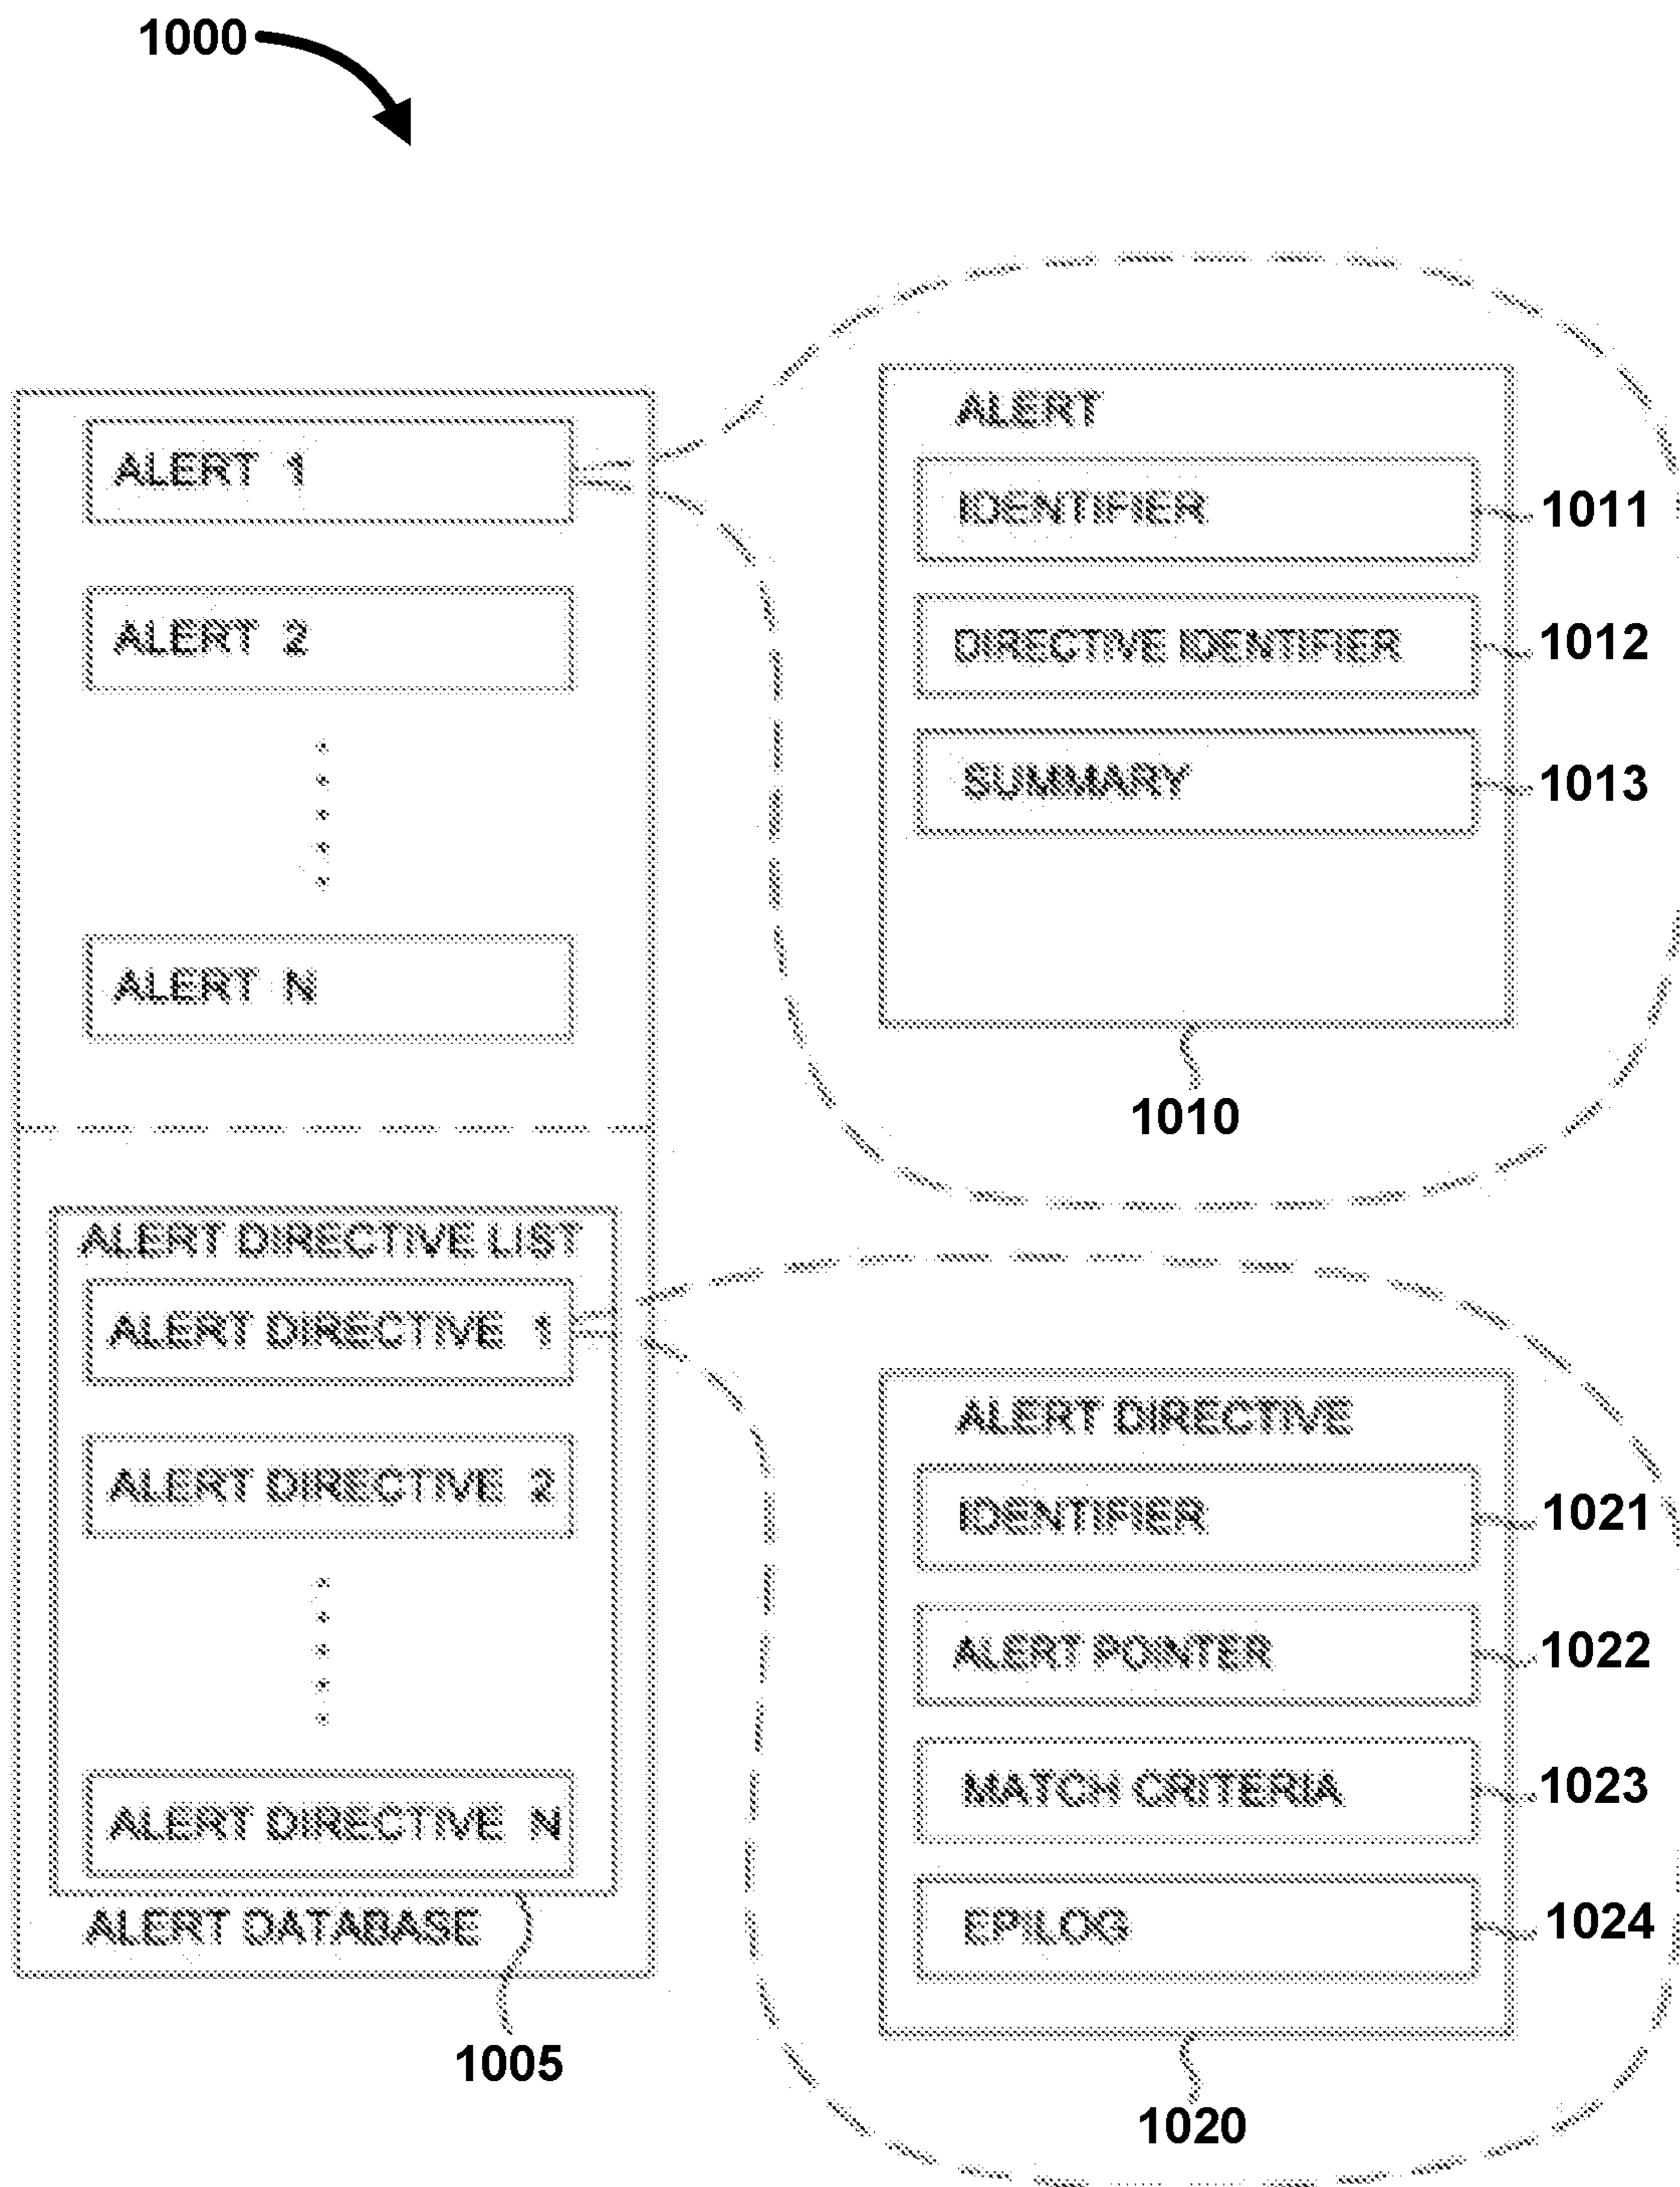 1000
ALERT 1
ALERT 2
ALERT N
ALERT DIRECTIVE LIST
ALERT DIRECTIVE 1
ALERT DIRECTIVE 2
ALERT DIRECTIVE N
ALERT DATABASE
1005
ALERT
IDENTIFIER
1011
DIRECTIVE IDENTIFIER
1012
SUMMARY
1013
1010
ALERT DIRECTIVE
IDENTIFIER
1021
ALERT POINTER
1022
MATCH CRITERIA
1023
EPILOG
1024
1020